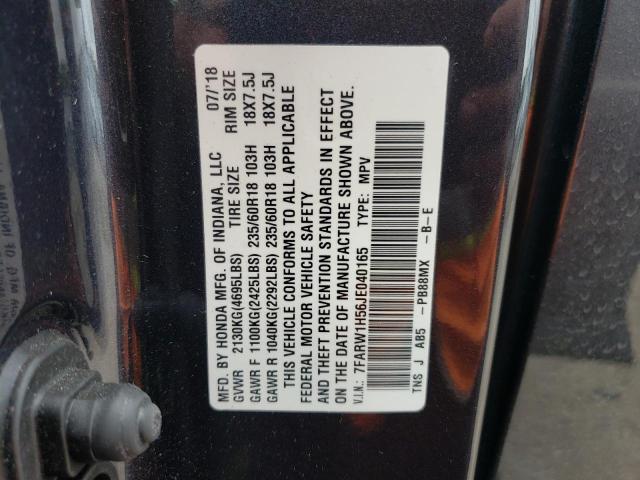 MFD. BY HONDA MFG. OF INDIANA, LLC 07/'18
GVWR 2130KG(4695LBS) TIRE SIZE RIM SIZE
GAWR F 1100KG(2425LBS) 235/60R18 103H 18X7.5J
GAWR R 1040KG(2292LBS) 235/60R18 103H 18X7.5J
THIS VEHICLE CONFORMS TO ALL APPLICABLE
FEDERAL MOTOR VEHICLE SAFETY
AND THEFT PREVENTION STANDARDS IN EFFECT
ON THE DATE OF MANUFACTURE SHOWN ABOVE.
V.I.N.: 7FARW1H56JE040165 TYPE: MPV
TNS J A85 -PB88MX -B-E